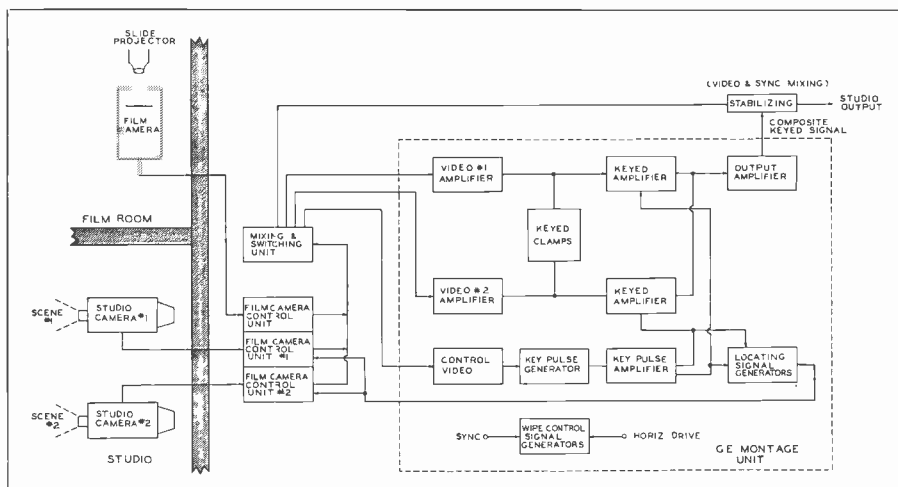 SLIDE
PROJECTOR
FILM
CAMERA
FILM ROOM
SCENE
#1
STUDIO
CAMERA#1
SCENE
#2
STUDIO
CAMERA#2
STUDIO
MIXING &
SWITCHING
UNIT
FILM CAMERA
CONTROL
UNIT
FILM CAMERA
CONTROL
UNIT #1
FILM CAMERA
CONTROL
UNIT #2
(VIDEO & SYNC MIXING)
STABILIZING
STUDIO
OUTPUT
COMPOSITE
KEYED SIGNAL
VIDEO #1
AMPLIFIER
KEYED
AMPLIFIER
OUTPUT
AMPLIFIER
KEYED
CLAMPS
VIDEO #2
AMPLIFIER
KEYED
AMPLIFIER
CONTROL
VIDEO
KEY PULSE
GENERATOR
KEY PULSE
AMPLIFIER
LOCATING
SIGNAL
GENERATORS
SYNC
WIPE CONTROL
SIGNAL
GENERATORS
HORIZ DRIVE
GE MONTAGE
UNIT